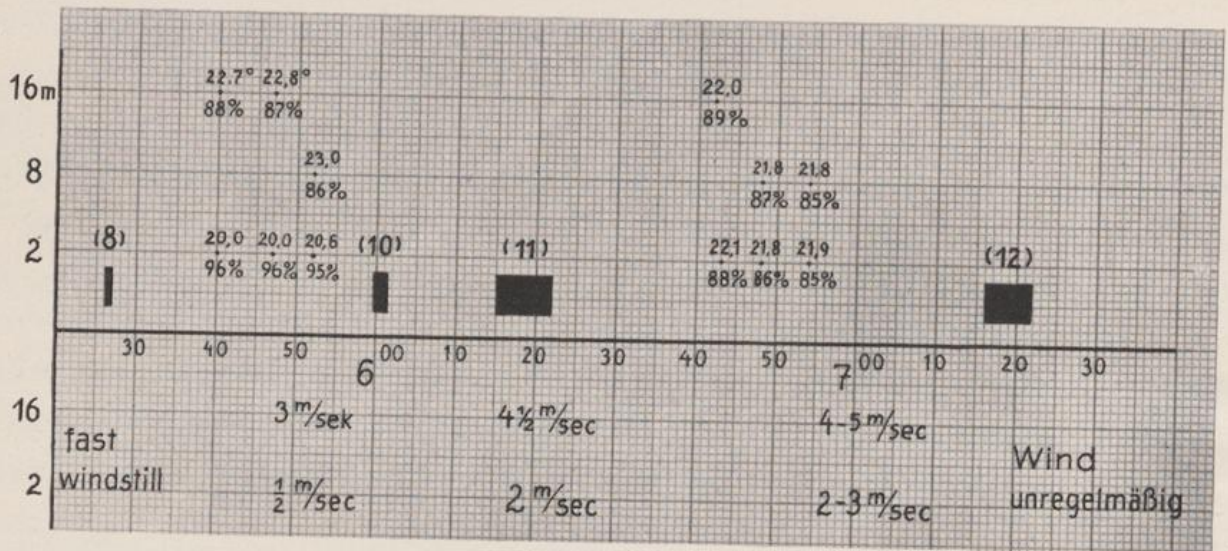 16m
22.7° 22,8°
88% 87%
22,0
89%
8
23,0
86%
21,8 21,8
87% 85%
2
(8)
20,0 20,0 20,6
96% 96% 95%
(10)
(11)
22,1 21,8 21,9
88% 86% 85%
(12)
30 40 50 6 00 10 20 30 40 50 7 00 10 20 30
16
3 m/sek
4½ m/sec
4-5 m/sec
fast
windstill
Wind
unregelmäßig
2
½ m/sec
2 m/sec
2-3 m/sec